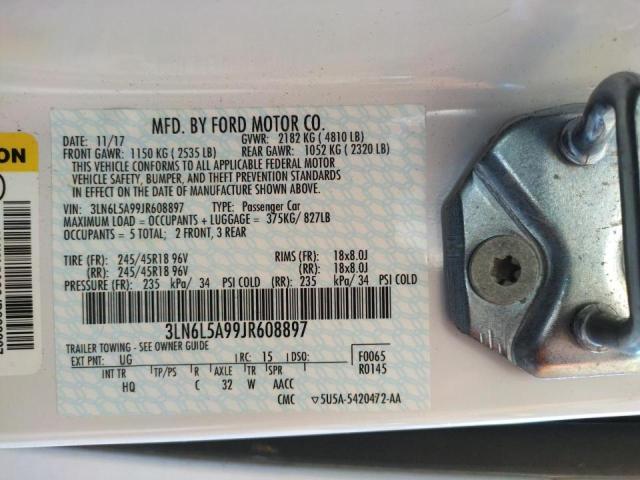 MFD. BY FORD MOTOR CO.
DATE: 11/17 GVWR: 2182 KG ( 4810 LB)
FRONT GAWR: 1150 KG ( 2535 LB) REAR GAWR: 1052 KG ( 2320 LB)
THIS VEHICLE CONFORMS TO ALL APPLICABLE FEDERAL MOTOR
VEHICLE SAFETY, BUMPER, AND THEFT PREVENTION STANDARDS
IN EFFECT ON THE DATE OF MANUFACTURE SHOWN ABOVE.
VIN: 3LN6L5A99JR608897 TYPE: Passenger Car
MAXIMUM LOAD = OCCUPANTS + LUGGAGE = 375KG/ 827LB
OCCUPANTS = 5 TOTAL; 2 FRONT, 3 REAR
TIRE (FR): 245/45R18 96V RIMS (FR): 18x8.0J
(RR): 245/45R18 96V (RR): 18x8.0J
PRESSURE (FR): 235 kPa/ 34 PSI COLD (RR): 235 kPa/ 34 PSI COLD
3LN6L5A99JR608897
TRAILER TOWING - SEE OWNER GUIDE
EXT PNT: UG RC: 15 DSO: F0065
R0145
INT TR TP/PS R AXLE TR SPR
HQ C 32 W AACC
CMC 5U5A-5420472-AA
ON